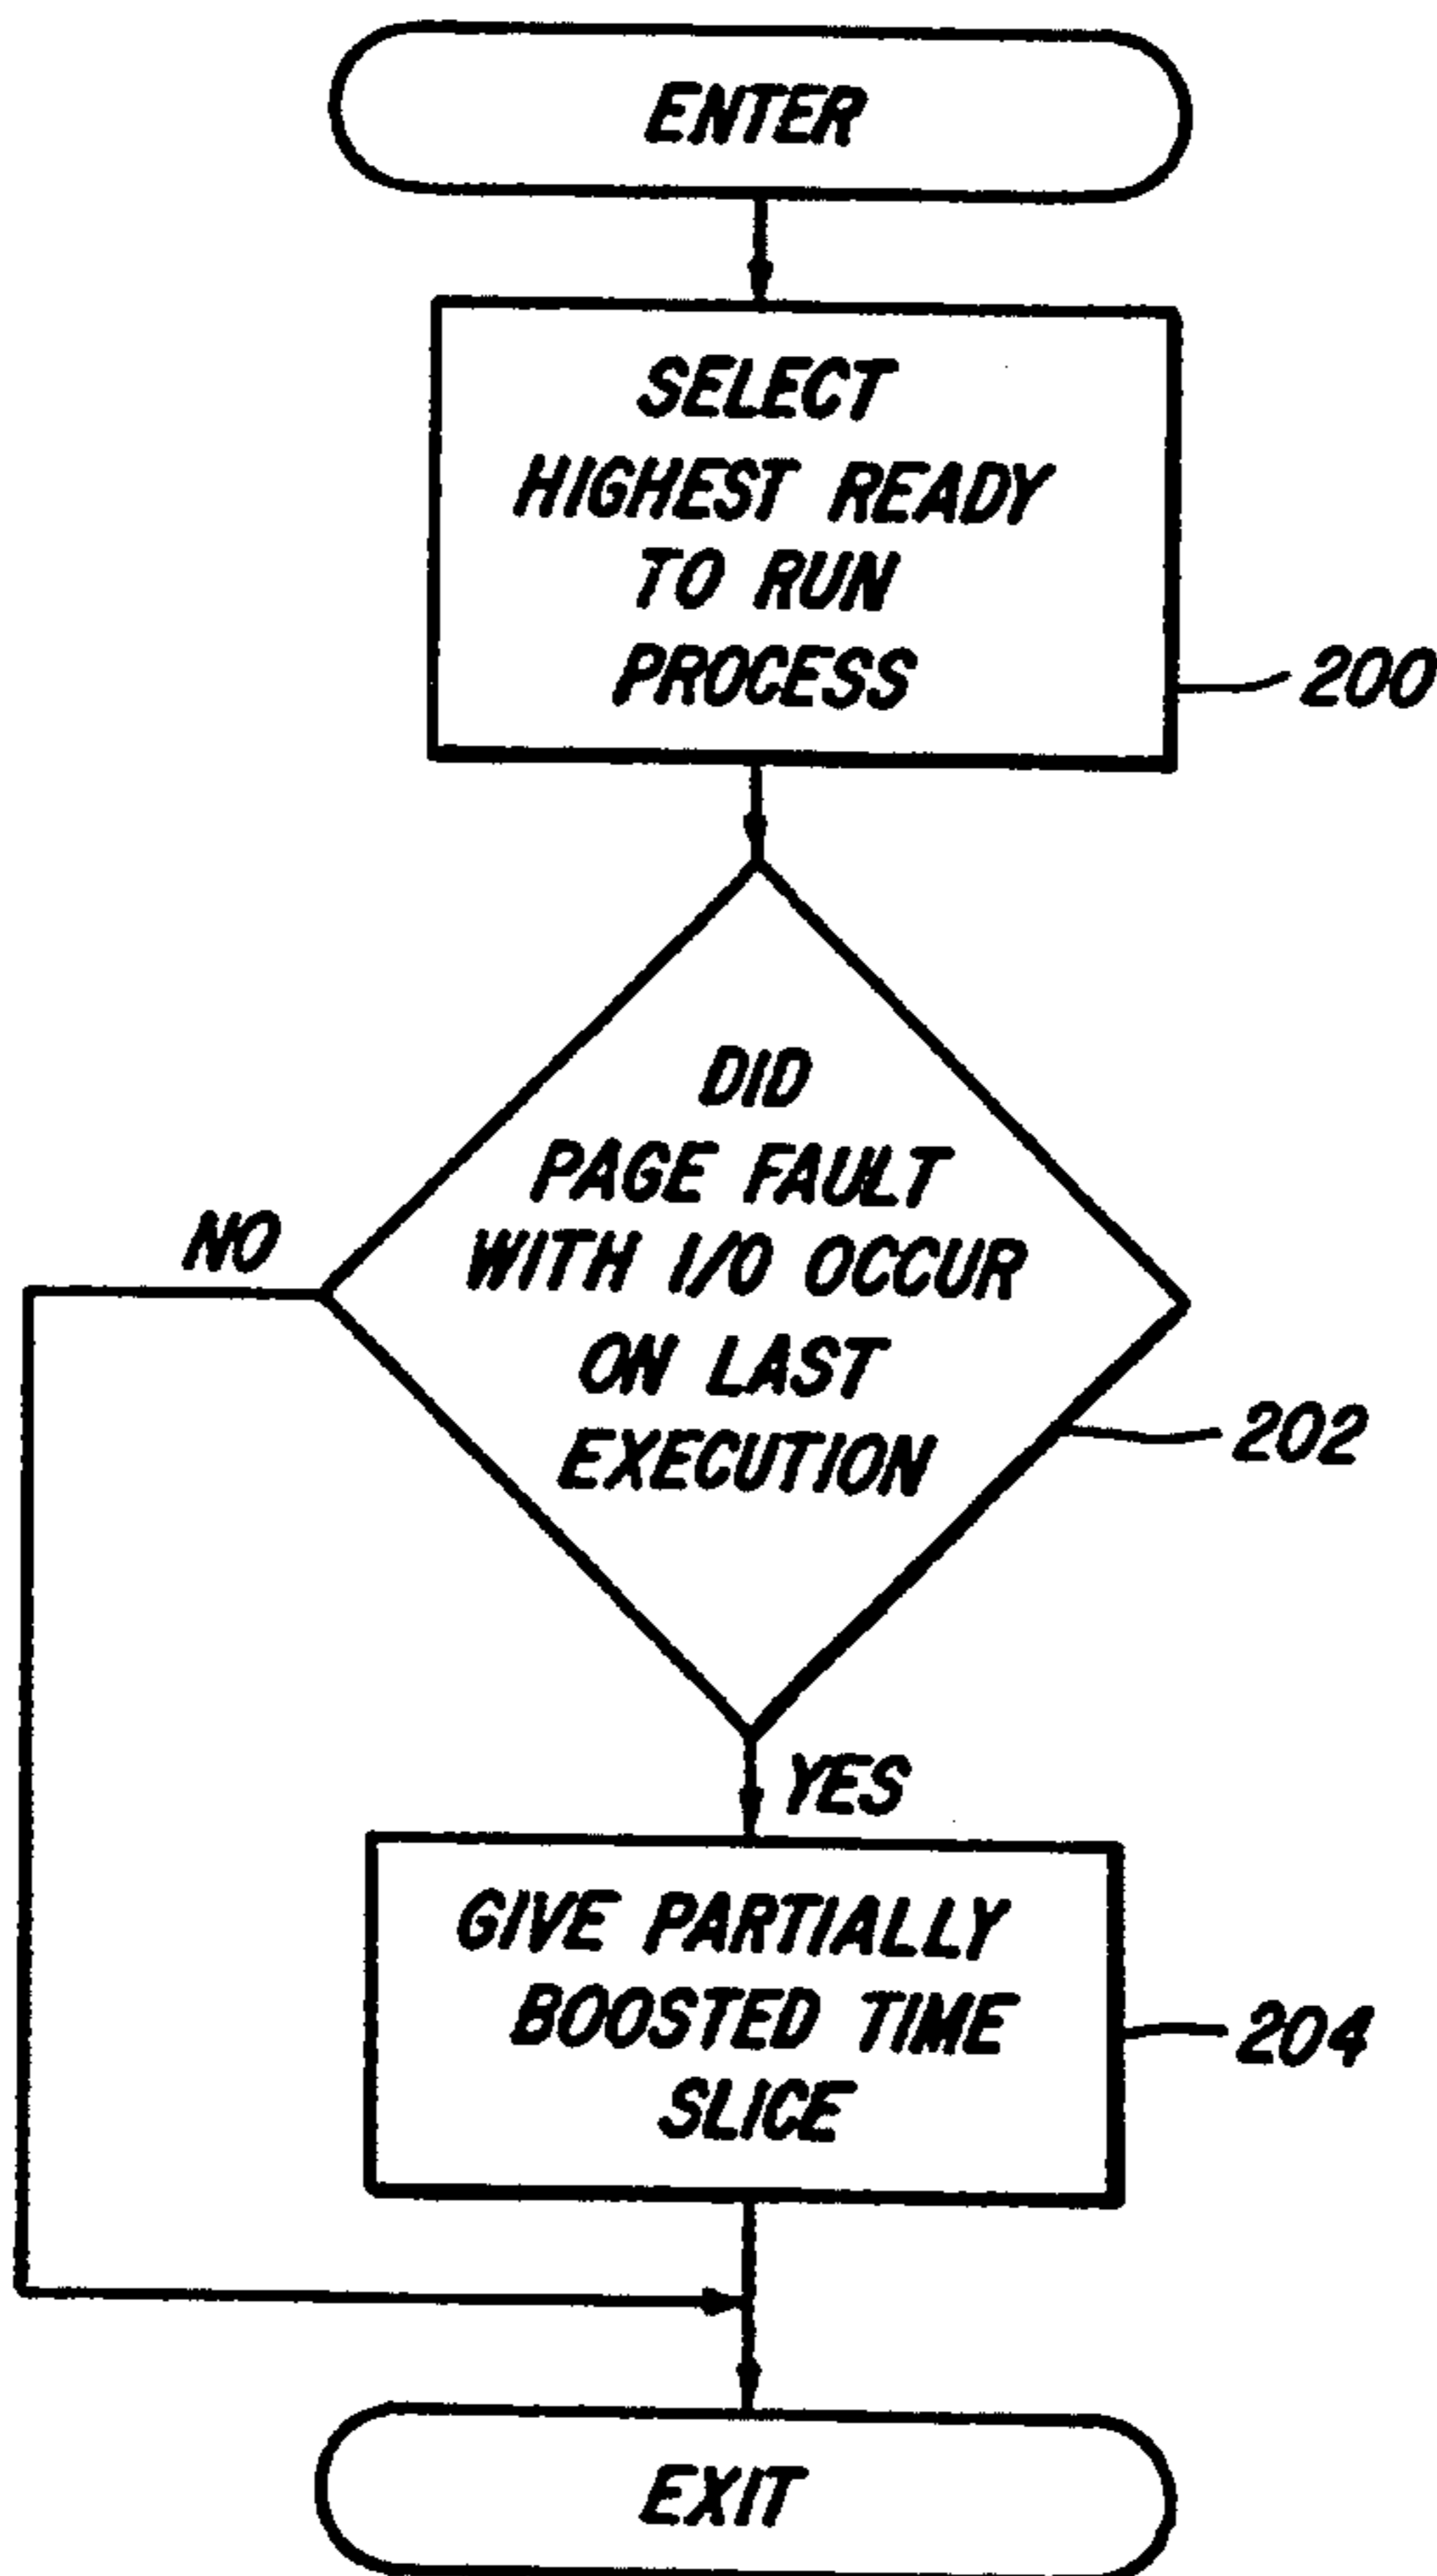 ENTER
SELECT
HIGHEST READY
TO RUN
PROCESS
200
DID
PAGE FAULT
WITH I/O OCCUR
ON LAST
EXECUTION
NO
202
YES
GIVE PARTIALLY
BOOSTED TIME
SLICE
204
EXIT